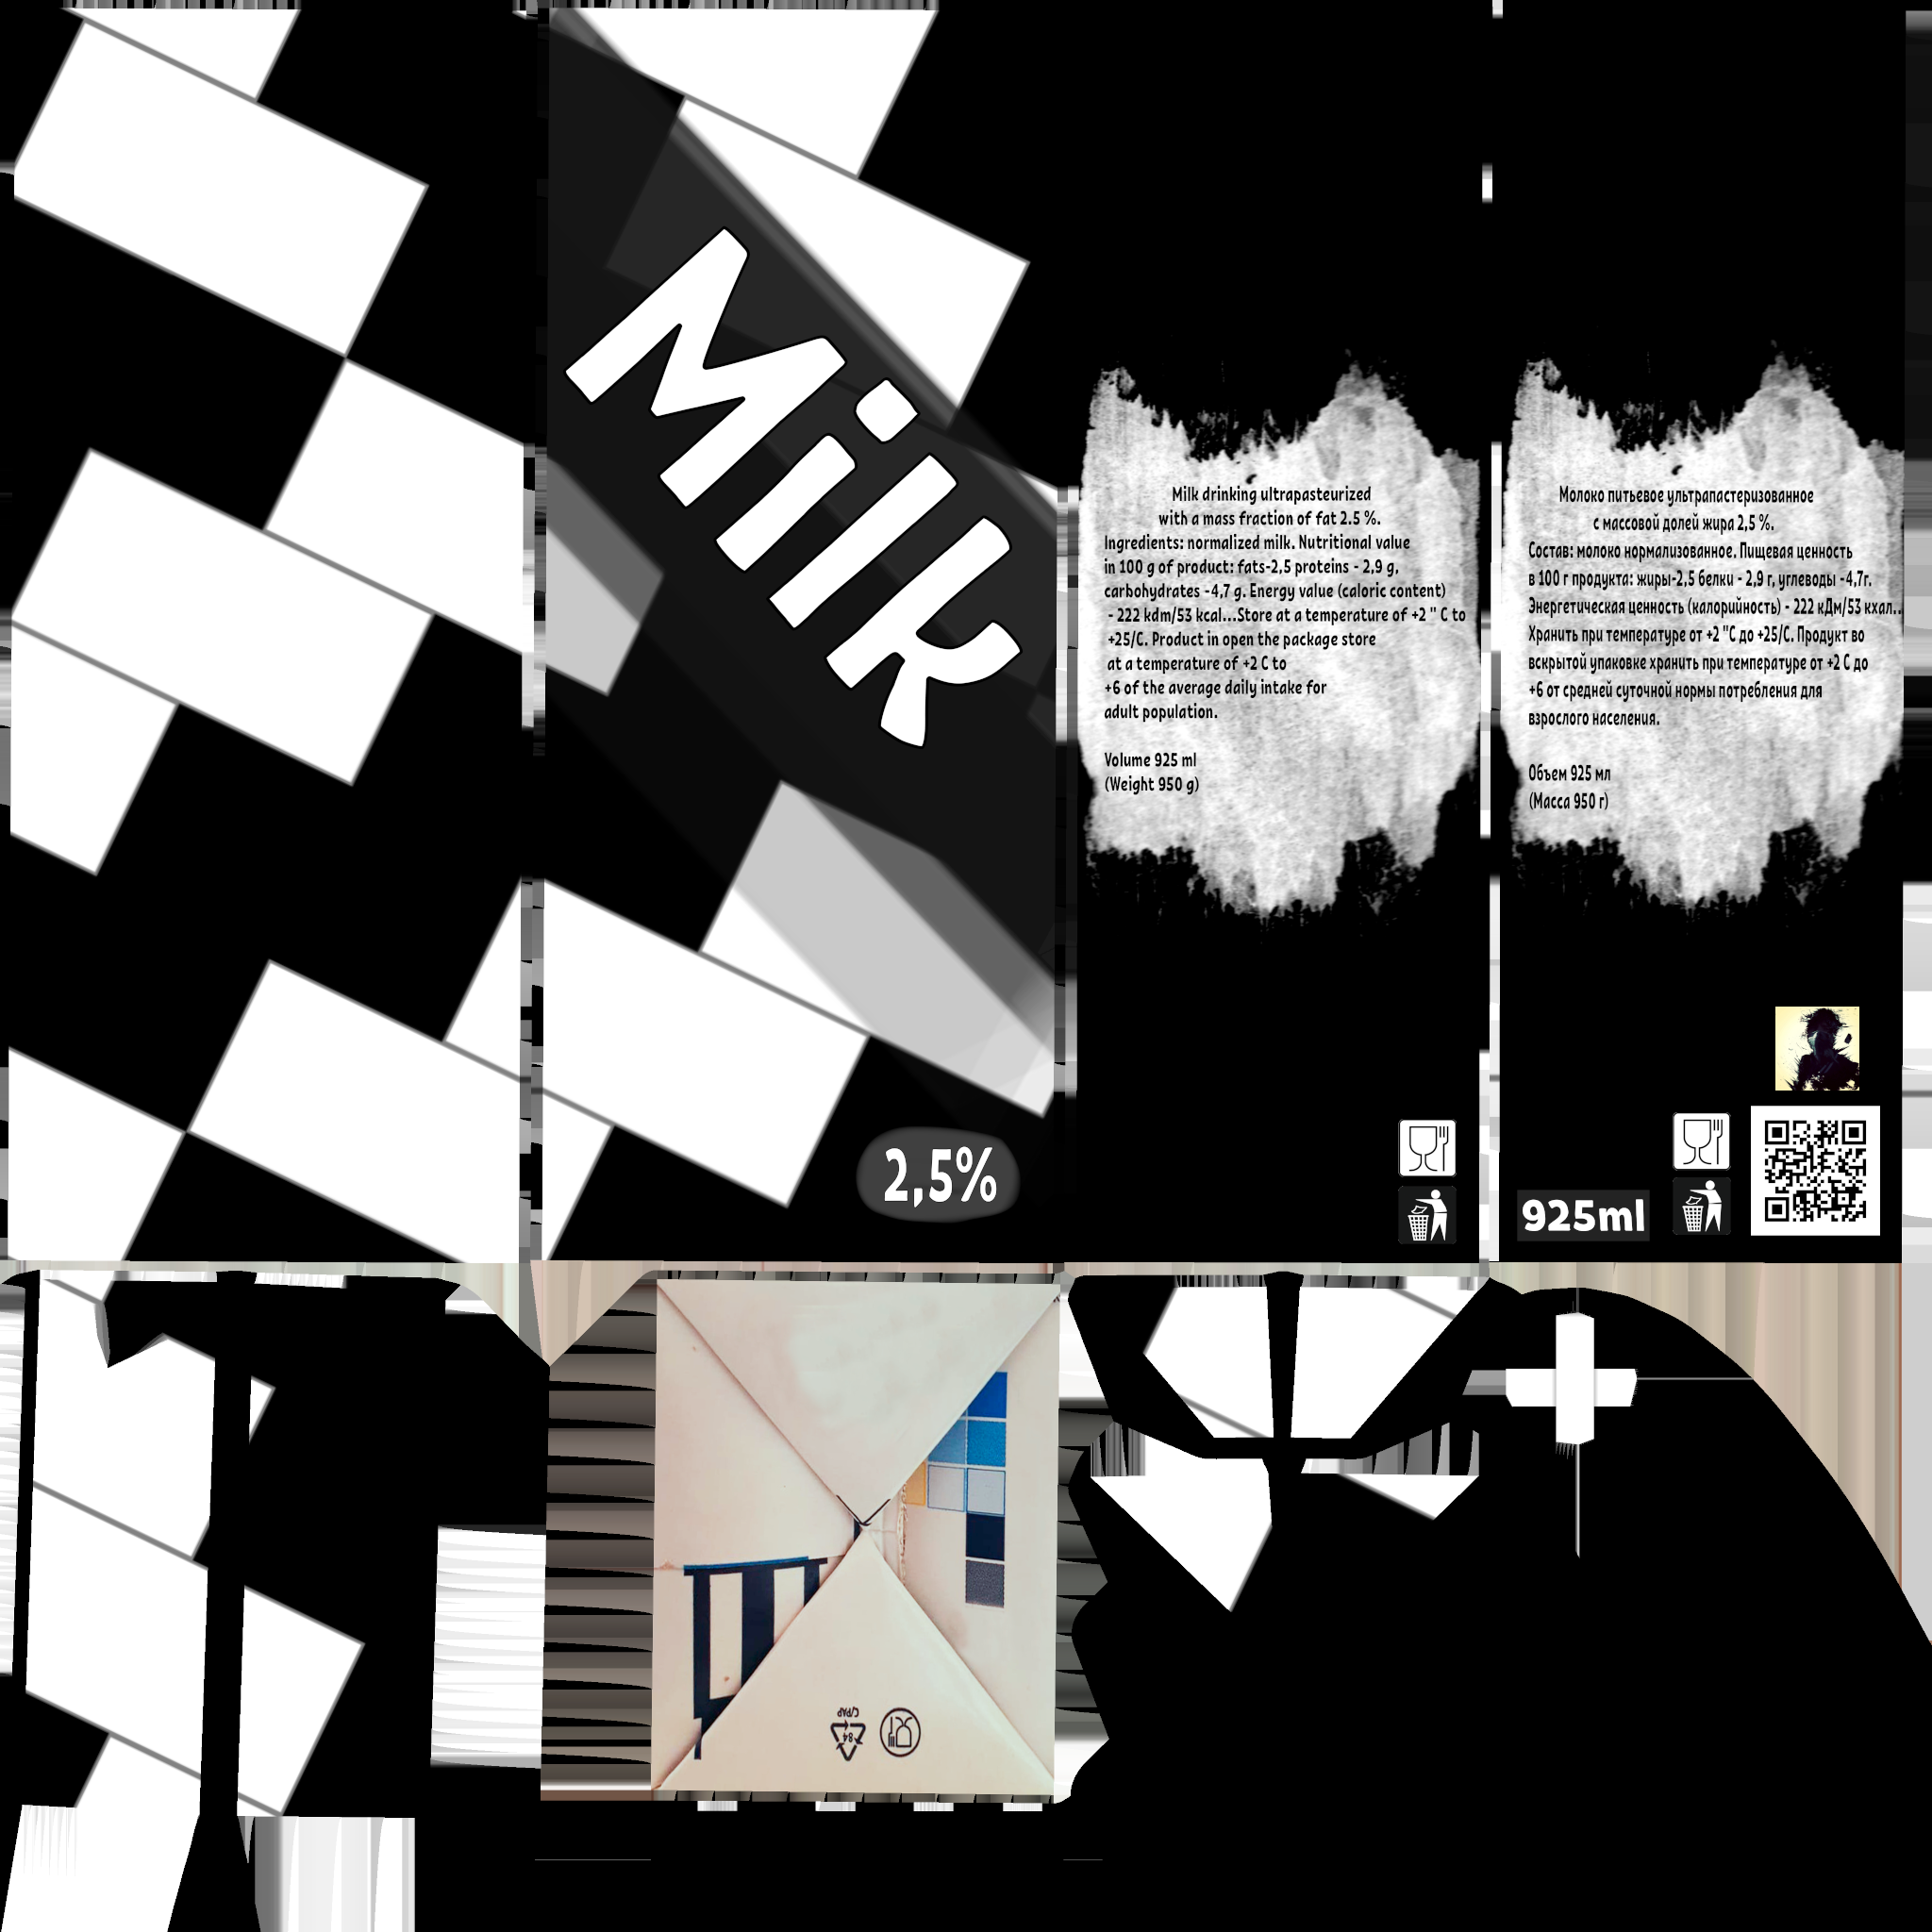 Milk
2,5%
Milk drinking ultrapasteurized
with a mass fraction of fat 2.5 %.
Ingredients: normalized milk. Nutritional value
in 100 g of product: fats-2,5 proteins - 2,9 g,
carbohydrates -4,7 g. Energy value (caloric content)
- 222 kdm/53 kcal...Store at a temperature of +2 " C to
+25/C. Product in open the package store
at a temperature of +2 C to
+6 of the average daily intake for
adult population.
Volume 925 ml
(Weight 950 g)
Молоко питьевое ультрапастеризованное
с массовой долей жира 2,5 %.
Состав: молоко нормализованное. Пищевая ценность
в 100 г продукта: жиры-2,5 белки - 2,9 г, углеводы -4,7г.
Энергетическая ценность (калорийность) - 222 кДм/53 кхал..
Хранить при температуре от +2 "С до +25/С. Продукт во
вскрытой упаковке хранить при температуре от +2 С до
+6 от средней суточной нормы потребления для
взрослого населения.
Объем 925 мл
(Масса 950 г)
925ml
C/PAP
84